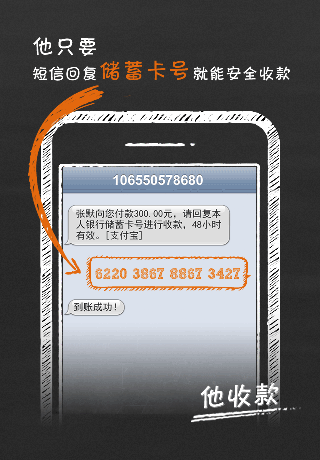 他只要
短信回复储蓄卡号就能安全收款
106550578680
张默向您付款300.00元，请回复本
人银行储蓄卡号进行收款，48小时
有效。[支付宝]
6220 3867 8867 3427
到账成功！
他收款